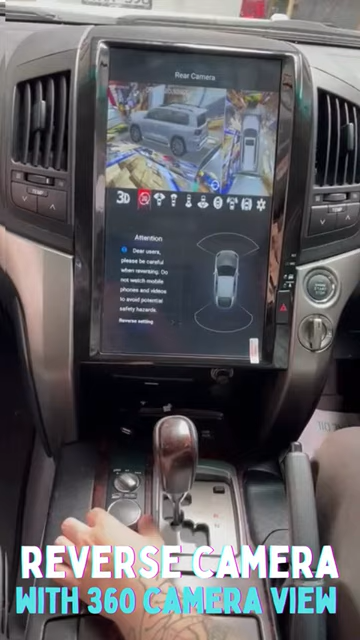 Rear Camera
3D
Attention
Dear users,
please be careful
when reversing. Do
not watch mobile
phones and videos
to avoid potential
safety hazards.
Reverse setting
REVERSE CAMERA
WITH 360 CAMERA VIEW